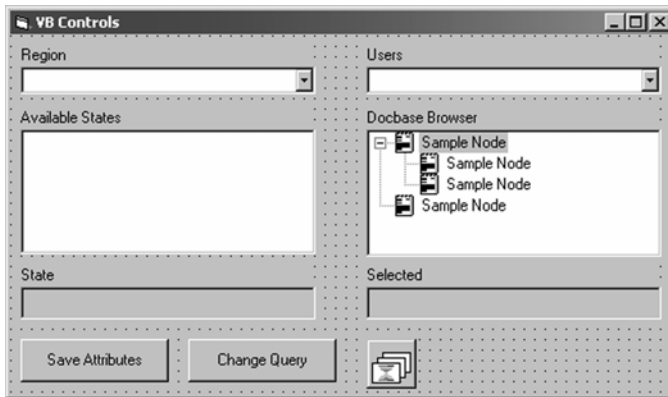 VB Controls
Region
Users
Available States
Docbase Browser
Sample Node
Sample Node
Sample Node
Sample Node
State
Selected
Save Attributes
Change Query